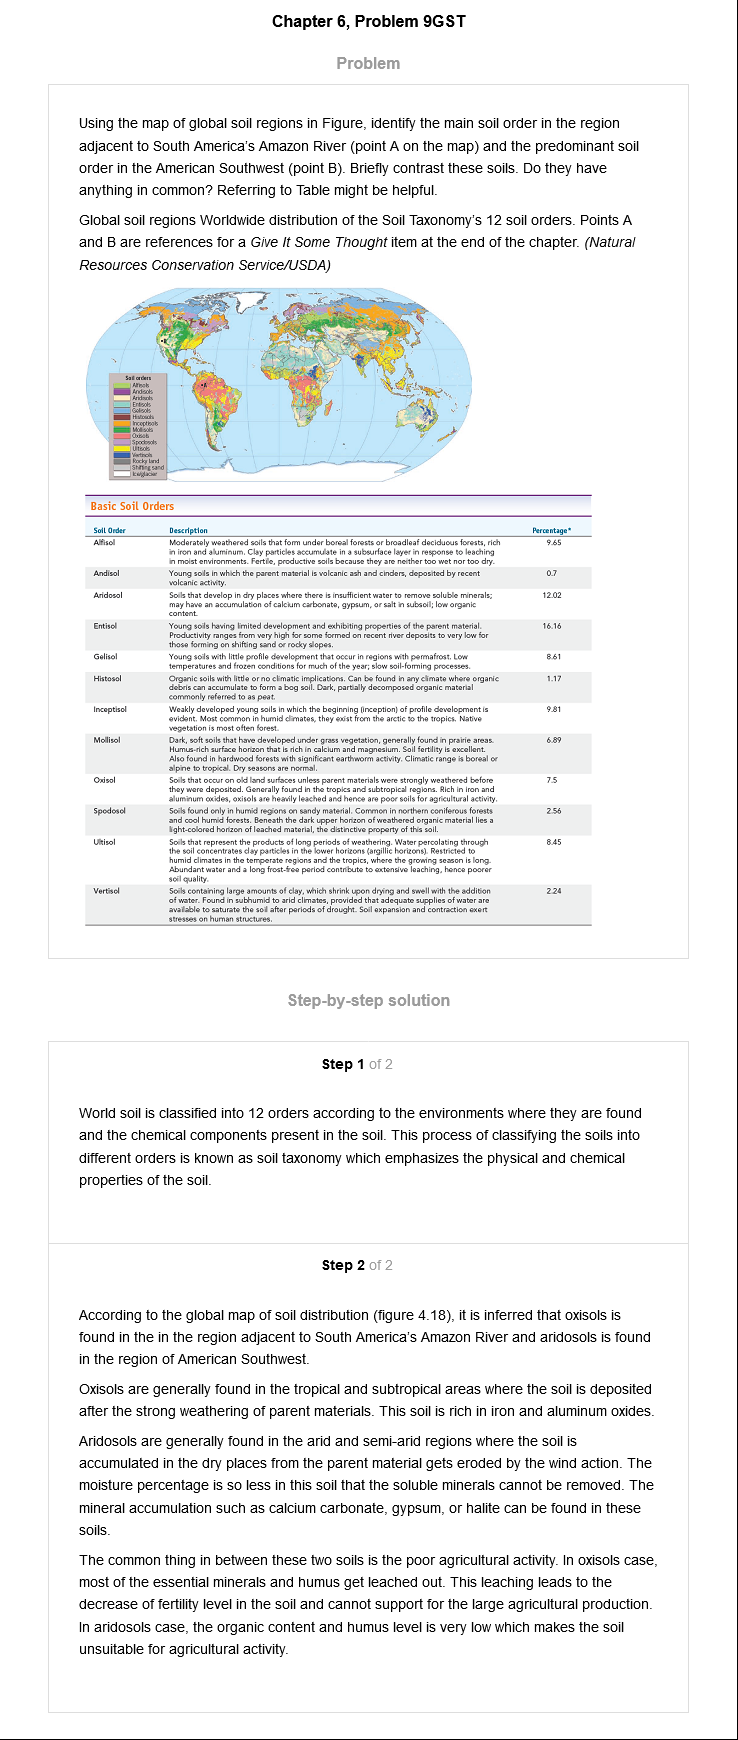 Chapter 6, Problem 9GST
Problem
Using the map of global soil regions in Figure, identify the main soil order in the region
adjacent to South America's Amazon River (point A on the map) and the predominant soil
order in the American Southwest (point B). Briefly contrast these soils. Do they have
anything in common? Referring to Table might be helpful.
Global soil regions Worldwide distribution of the Soil Taxonomy's 12 soil orders. Points A
and B are references for a Give It Some Thought item at the end of the chapter. (Natural
Resources Conservation Service/USDA)
Soil orders
Alfisols
Andisols
Aridisols
Entisols
Gelisols
Histosols
Inceptisols
Mollisols
Oxisols
Spodosols
Ultisols
Vertisols
Rocky land
Shifting sand
Ice/glacier
Basic Soil Orders
Soil Order Description Percentage*
Alfisol Moderately weathered soils that form under boreal forests or broadleaf deciduous forests, rich 9.65
in iron and aluminum. Clay particles accumulate in a subsurface layer in response to leaching
in moist environments. Fertile, productive soils because they are neither too wet nor too dry.
Andisol Young soils in which the parent material is volcanic ash and cinders, deposited by recent 0.7
volcanic activity.
Aridosol Soils that develop in dry places where there is insufficient water to remove soluble minerals; 12.02
may have an accumulation of calcium carbonate, gypsum, or salt in subsoil; low organic
content.
Entisol Young soils having limited development and exhibiting properties of the parent material. 16.16
Productivity ranges from very high for some formed on recent river deposits to very low for
those forming on shifting sand or rocky slopes.
Gelisol Young soils with little profile development that occur in regions with permafrost. Low 8.61
temperatures and frozen conditions for much of the year; slow soil-forming processes.
Histosol Organic soils with little or no climatic implications. Can be found in any climate where organic 1.17
debris can accumulate to form a bog soil. Dark, partially decomposed organic material
commonly referred to as peat.
Inceptisol Weakly developed young soils in which the beginning (inception) of profile development is 9.81
evident. Most common in humid climates, they exist from the arctic to the tropics. Native
vegetation is most often forest.
Mollisol Dark, soft soils that have developed under grass vegetation, generally found in prairie areas. 6.89
Humus-rich surface horizon that is rich in calcium and magnesium. Soil fertility is excellent.
Also found in hardwood forests with significant earthworm activity. Climatic range is boreal or
alpine to tropical. Dry seasons are normal.
Oxisol Soils that occur on old land surfaces unless parent materials were strongly weathered before 7.5
they were deposited. Generally found in the tropics and subtropical regions. Rich in iron and
aluminum oxides, oxisols are heavily leached and hence are poor soils for agricultural activity.
Spodosol Soils found only in humid regions on sandy material. Common in northern coniferous forests 2.56
and cool humid forests. Beneath the dark upper horizon of weathered organic material lies a
light-colored horizon of leached material, the distinctive property of this soil.
Ultisol Soils that represent the products of long periods of weathering. Water percolating through 8.45
the soil concentrates clay particles in the lower horizons (argillic horizons). Restricted to
humid climates in the temperate regions and the tropics, where the growing season is long.
Abundant water and a long frost-free period contribute to extensive leaching, hence poorer
soil quality.
Vertisol Soils containing large amounts of clay, which shrink upon drying and swell with the addition 2.24
of water. Found in subhumid to arid climates, provided that adequate supplies of water are
available to saturate the soil after periods of drought. Soil expansion and contraction exert
stresses on human structures.
Step-by-step solution
Step 1 of 2
World soil is classified into 12 orders according to the environments where they are found
and the chemical components present in the soil. This process of classifying the soils into
different orders is known as soil taxonomy which emphasizes the physical and chemical
properties of the soil.
Step 2 of 2
According to the global map of soil distribution (figure 4.18), it is inferred that oxisols is
found in the in the region adjacent to South America's Amazon River and aridosols is found
in the region of American Southwest.
Oxisols are generally found in the tropical and subtropical areas where the soil is deposited
after the strong weathering of parent materials. This soil is rich in iron and aluminum oxides.
Aridosols are generally found in the arid and semi-arid regions where the soil is
accumulated in the dry places from the parent material gets eroded by the wind action. The
moisture percentage is so less in this soil that the soluble minerals cannot be removed. The
mineral accumulation such as calcium carbonate, gypsum, or halite can be found in these
soils.
The common thing in between these two soils is the poor agricultural activity. In oxisols case,
most of the essential minerals and humus get leached out. This leaching leads to the
decrease of fertility level in the soil and cannot support for the large agricultural production.
In aridosols case, the organic content and humus level is very low which makes the soil
unsuitable for agricultural activity.